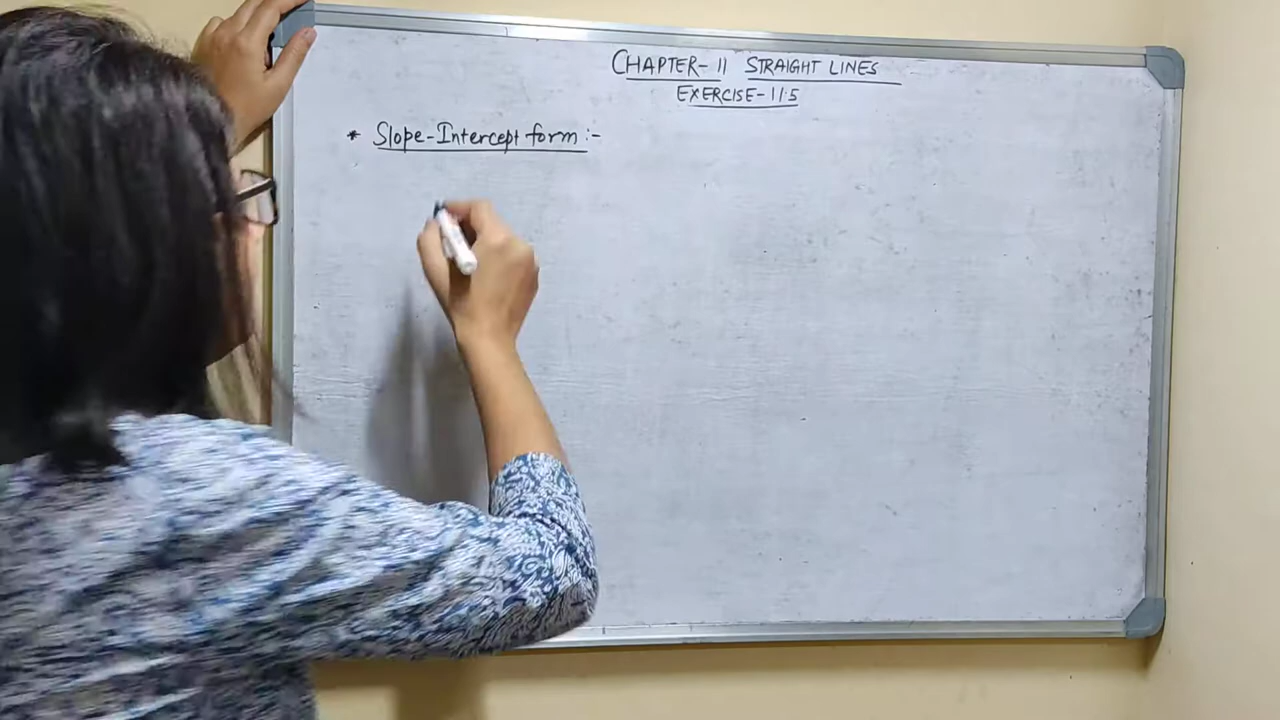 CHAPTER-11 STRAIGHT LINES
EXERCISE-11.5
* Slope-Intercept form :-